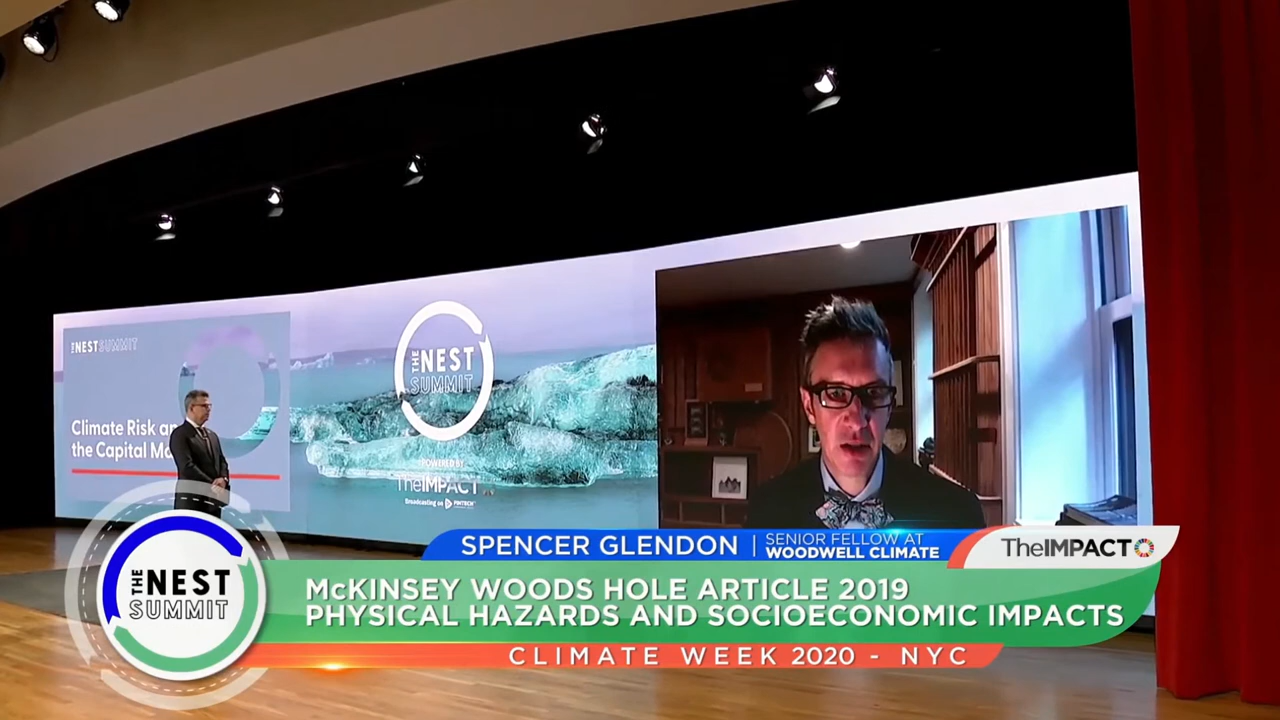 THE NEST SUMMIT
Climate Risk an
the Capital Ma
THE
NEST
SUMMIT
POWERED BY
TheIMPACT
Broadcasting on FINTECH
SPENCER GLENDON | SENIOR FELLOW AT
WOODWELL CLIMATE
TheIMPACT
McKINSEY WOODS HOLE ARTICLE 2019
PHYSICAL HAZARDS AND SOCIOECONOMIC IMPACTS
THE
NEST
SUMMIT
CLIMATE WEEK 2020 - NYC